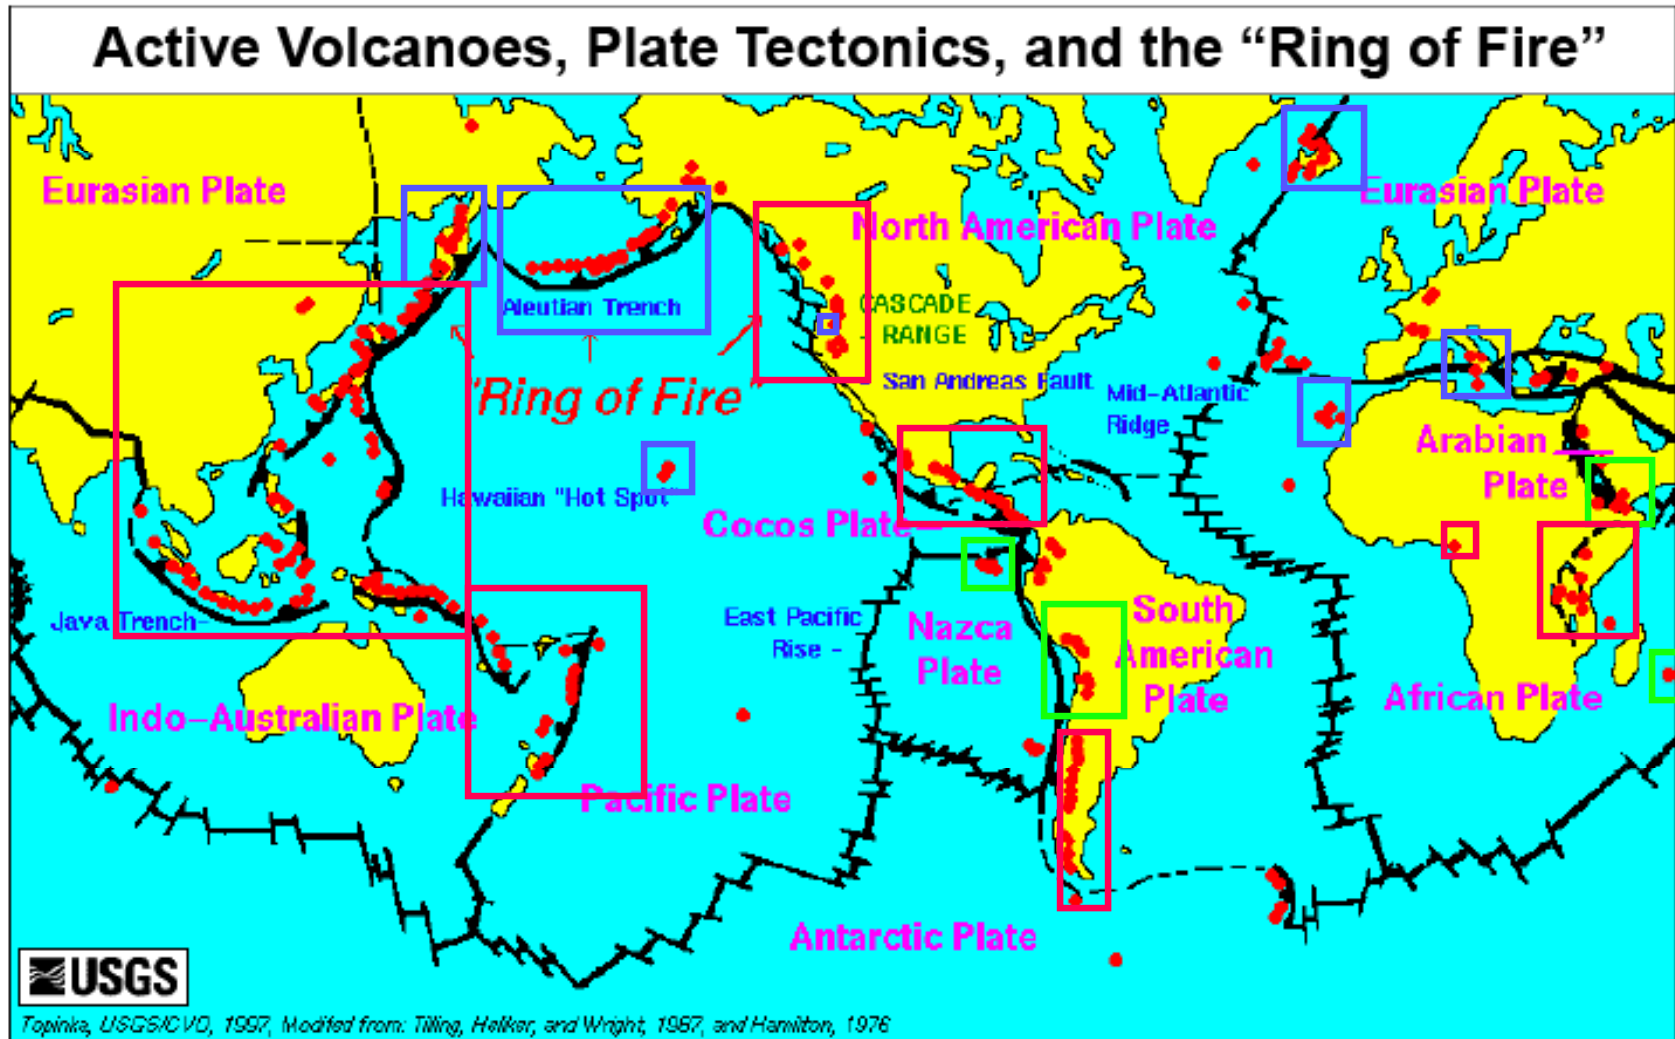 Active Volcanoes, Plate Tectonics, and the “Ring of Fire”
Eurasian Plate
North American Plate
Eurasian Plate
Aleutian Trench
CASCADE
RANGE
"Ring of Fire"
San Andreas Fault
Mid-Atlantic
Ridge
Arabian
Plate
Hawaiian "Hot Spot"
Cocos Plate
Java Trench
East Pacific
Rise
Nazca
Plate
South
American
Plate
Indo-Australian Plate
African Plate
Pacific Plate
Antarctic Plate
USGS
Topinka, USGS/CVO, 1997, Modified from: Tilling, Heliker, and Wright, 1987, and Hamilton, 1976